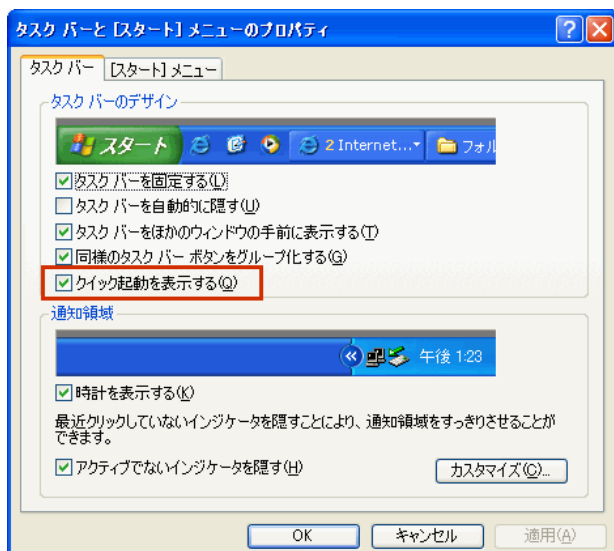 タスク バーと [スタート] メニューのプロパティ
タスク バー
[スタート] メニュー
タスク バーのデザイン
スタート
2 Internet...
フォル
タスク バーを固定する(L)
タスク バーを自動的に隠す(U)
タスク バーをほかのウィンドウの手前に表示する(T)
同様のタスク バー ボタンをグループ化する(G)
クイック起動を表示する(Q)
通知領域
午後 1:23
時計を表示する(K)
最近クリックしていないインジケータを隠すことにより、通知領域をすっきりさせることが
できます。
アクティブでないインジケータを隠す(H)
カスタマイズ(C)...
OK
キャンセル
適用(A)